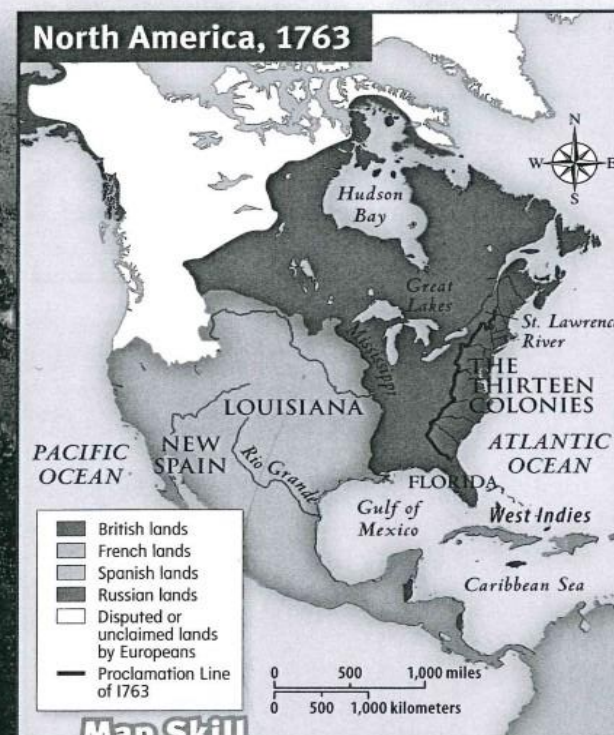 North America, 1763
N
W
E
S
Hudson
Bay
Great
Lakes
St. Lawrence
River
Mississippi
THE
THIRTEEN
COLONIES
LOUISIANA
PACIFIC
OCEAN
NEW
SPAIN
Rio Grande
ATLANTIC
OCEAN
FLORIDA
Gulf of
Mexico
West Indies
Caribbean Sea
British lands
French lands
Spanish lands
Russian lands
Disputed or
unclaimed lands
by Europeans
Proclamation Line
of 1763
0 500 1,000 miles
0 500 1,000 kilometers
Map Skill